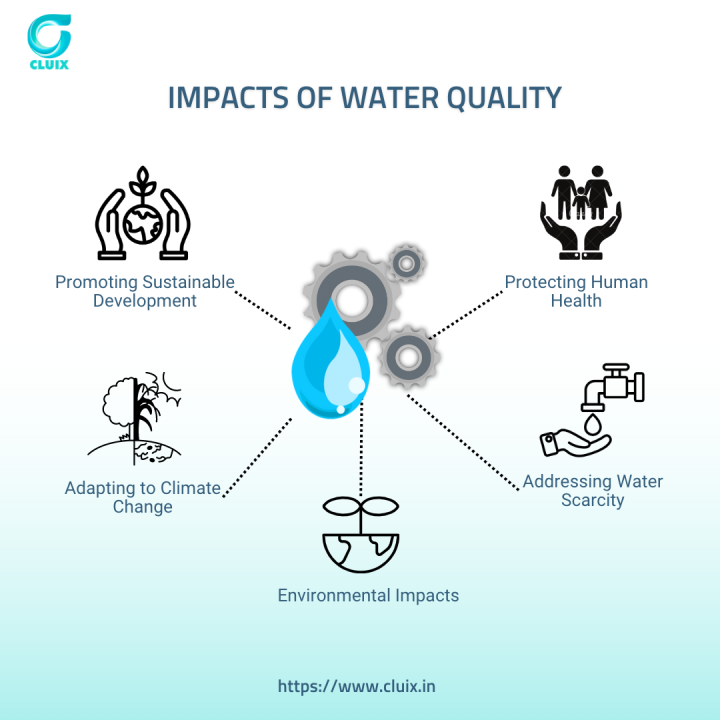 CLUIX
IMPACTS OF WATER QUALITY
Promoting Sustainable
Development
Protecting Human
Health
Adapting to Climate
Change
Addressing Water
Scarcity
Environmental Impacts
https://www.cluix.in